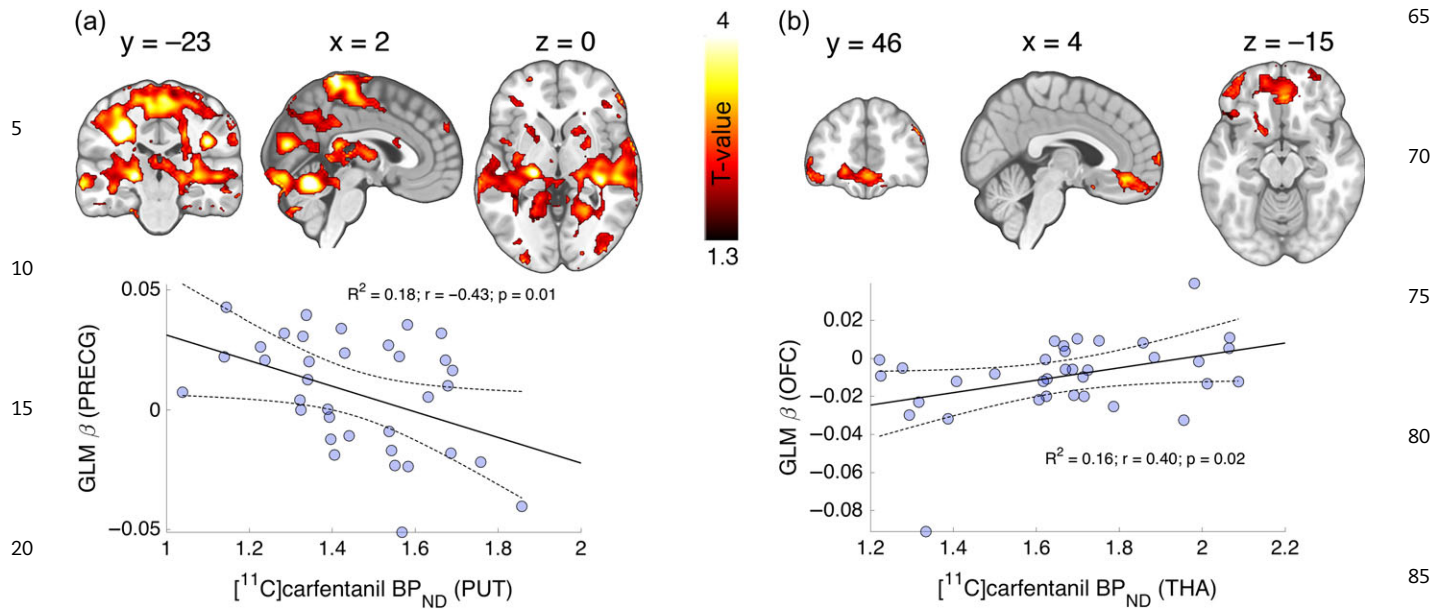 (a)
y = −23
x = 2
z = 0
4
T-value
1.3
(b)
y = 46
x = 4
z = −15
5
10
15
20
65
70
75
80
85
R² = 0.18; r = −0.43; p = 0.01
0.05
0
−0.05
GLM β (PRECG)
1
1.2
1.4
1.6
1.8
2
[¹¹C]carfentanil BP_ND (PUT)
0.02
0
−0.02
−0.04
−0.06
−0.08
GLM β (OFC)
R² = 0.16; r = 0.40; p = 0.02
1.2
1.4
1.6
1.8
2
2.2
[¹¹C]carfentanil BP_ND (THA)